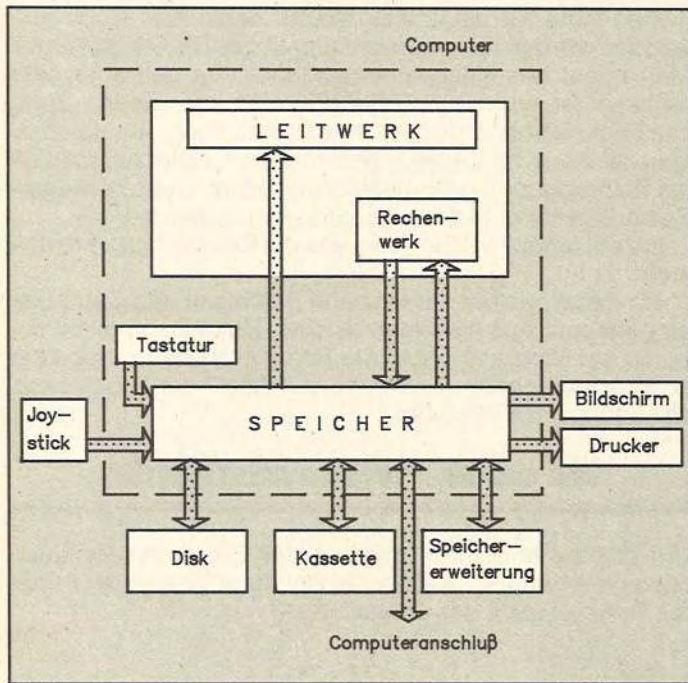 Computer
LEITWERK
Rechen-
werk
Tastatur
SPEICHER
Joy-
stick
Bildschirm
Drucker
Disk
Kassette
Speicher-
erweiterung
Computeranschluß